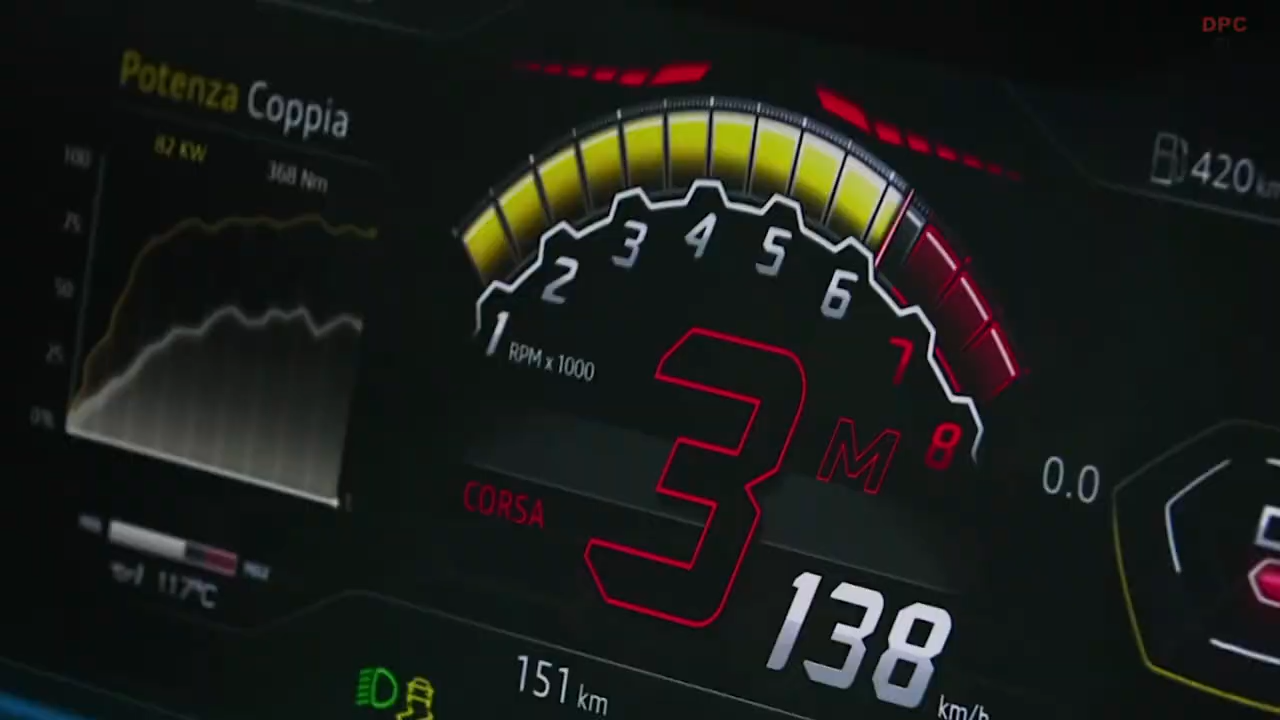 DPC
Potenza Coppia
82 KW 368 Nm
100
75
50
25
0%
420 km
1 2 3 4 5 6 7 8
RPM x 1000
3 M
CORSA
0.0
138
km/h
117°C
151 km